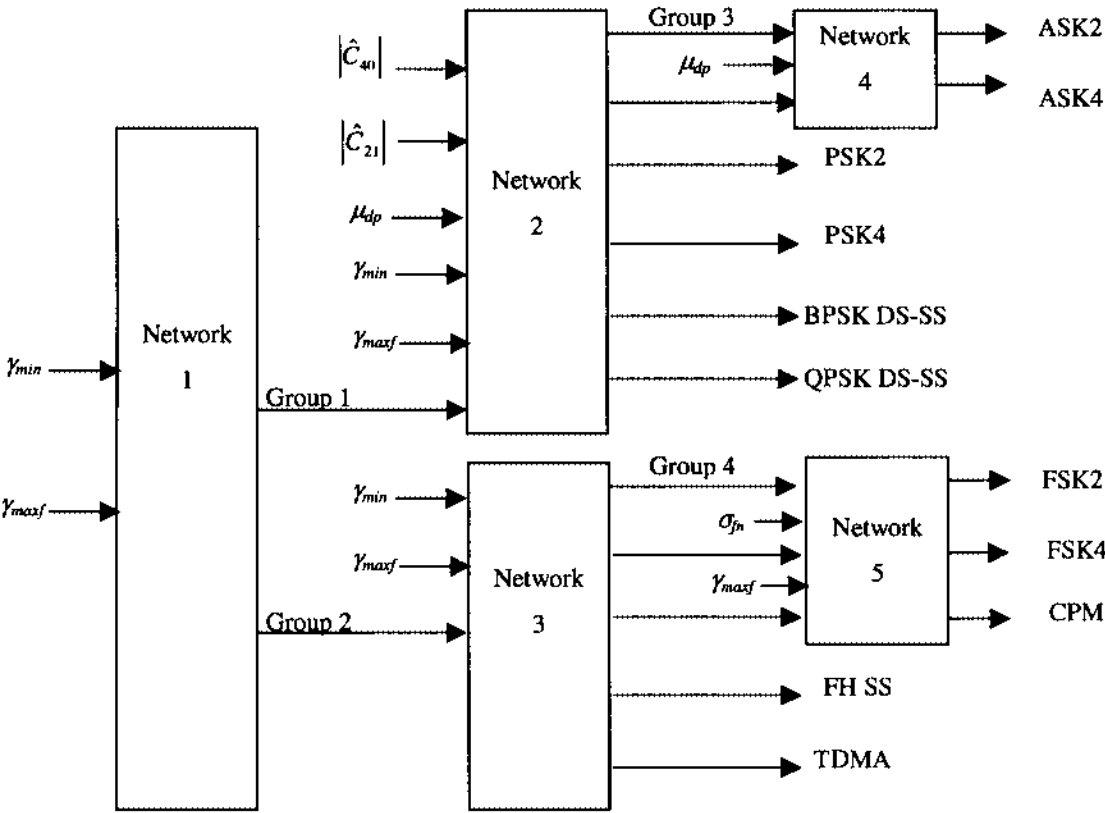 Group 3
Network
4
ASK2
ASK4
|Ĉ₄₀|
μdp
|Ĉ₂₁|
Network
2
PSK2
μdp
PSK4
γmin
γmaxf
BPSK DS-SS
QPSK DS-SS
Network
1
γmin
Group 1
γmaxf
Group 4
γmin
σfn
Network
5
FSK2
γmaxf
Network
3
γmaxf
FSK4
CPM
Group 2
FH SS
TDMA